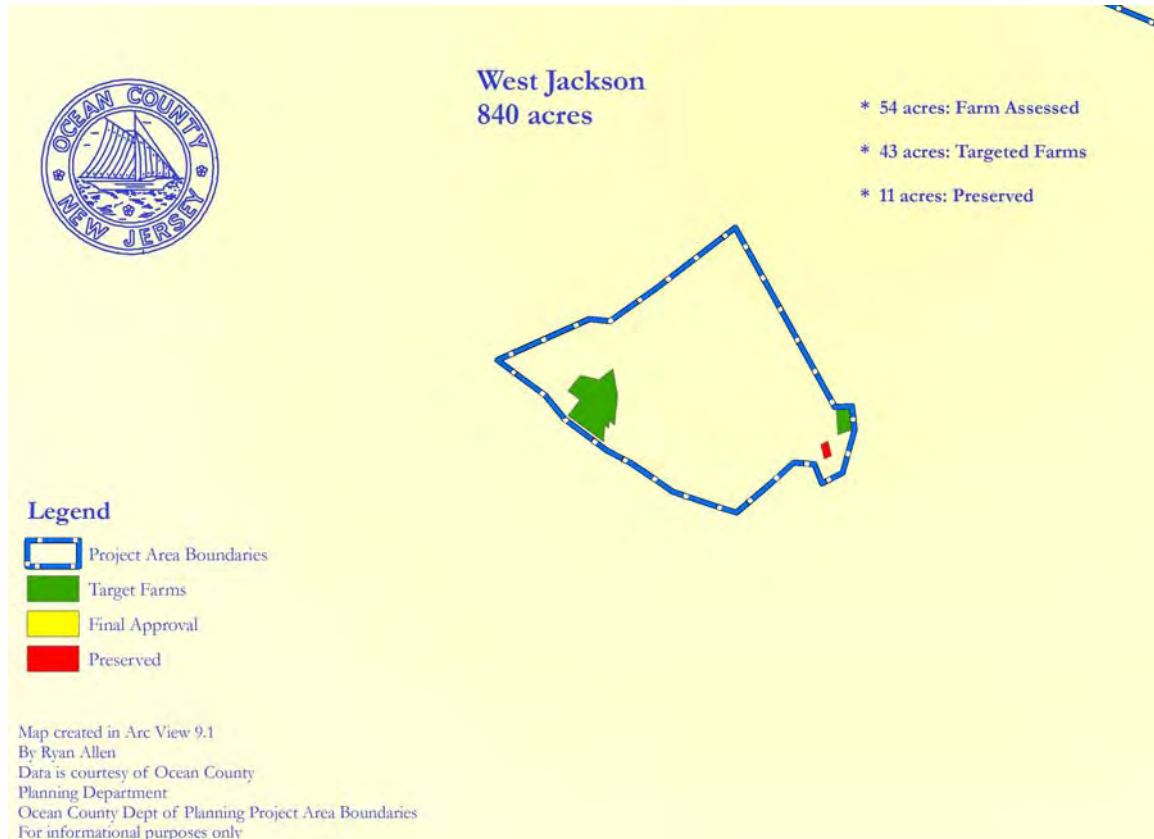 OCEAN COUNTY
NEW JERSEY
West Jackson
840 acres
* 54 acres: Farm Assessed
* 43 acres: Targeted Farms
* 11 acres: Preserved
Legend
Project Area Boundaries
Target Farms
Final Approval
Preserved
Map created in Arc View 9.1
By Ryan Allen
Data is courtesy of Ocean County
Planning Department
Ocean County Dept of Planning Project Area Boundaries
For informational purposes only